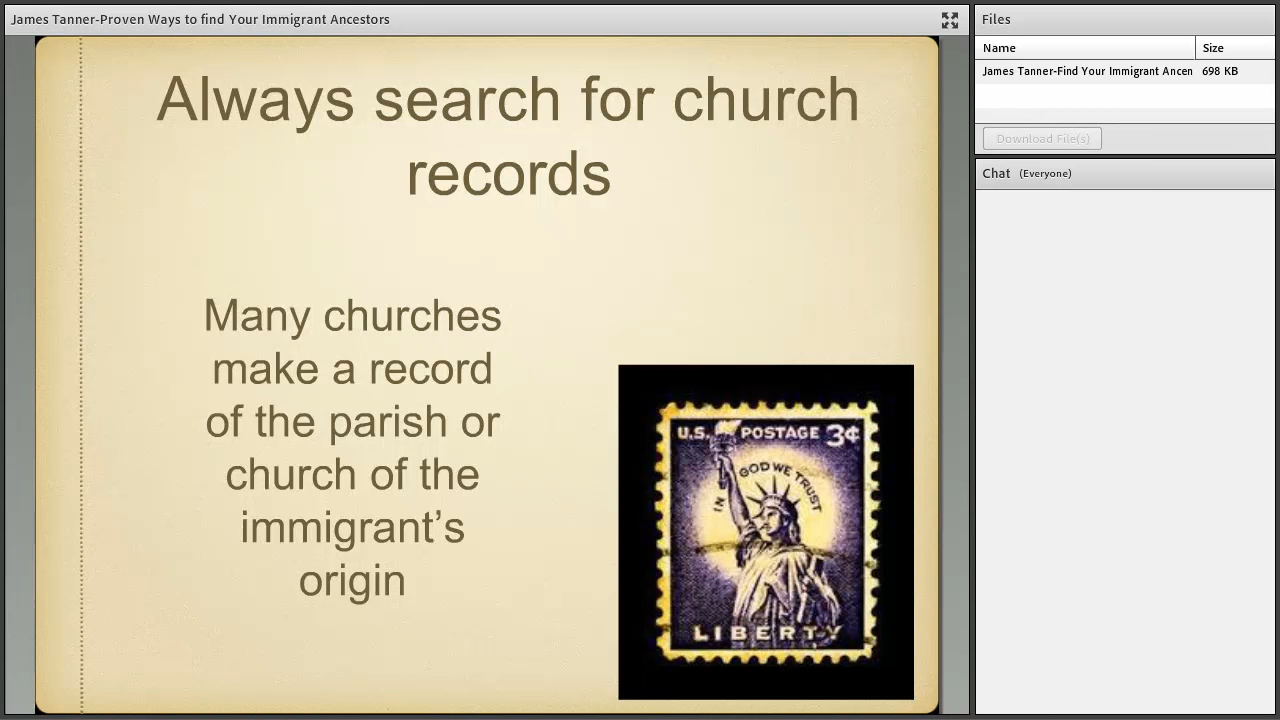 James Tanner-Proven Ways to find Your Immigrant Ancestors
Always search for church
records
Many churches
make a record
of the parish or
church of the
immigrant’s
origin
U.S. POSTAGE 3¢
IN GOD WE TRUST
LIBERTY
Files
Name Size
James Tanner-Find Your Immigrant Ancen 698 KB
Download File(s)
Chat (Everyone)